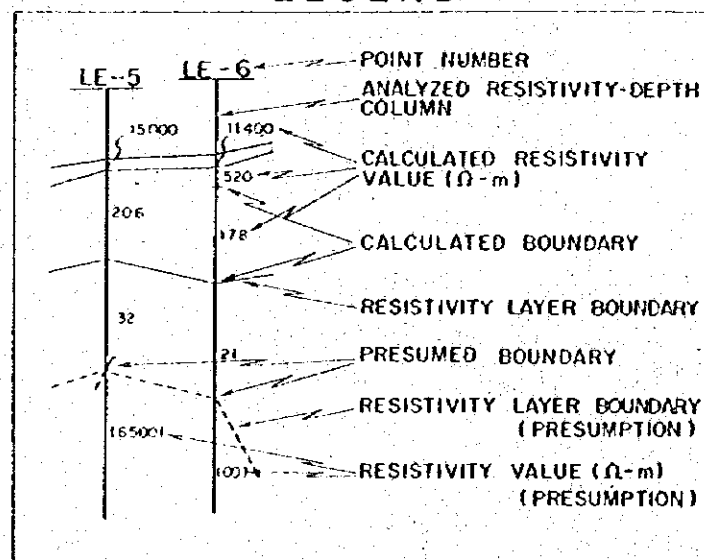 LE-5
LE-6
POINT NUMBER
ANALYZED RESISTIVITY-DEPTH
COLUMN
15000
11400
CALCULATED RESISTIVITY
VALUE (Ω-m)
520
206
178
CALCULATED BOUNDARY
RESISTIVITY LAYER BOUNDARY
32
21
PRESUMED BOUNDARY
RESISTIVITY LAYER BOUNDARY
(PRESUMPTION)
(6500)
RESISTIVITY VALUE (Ω-m)
(PRESUMPTION)